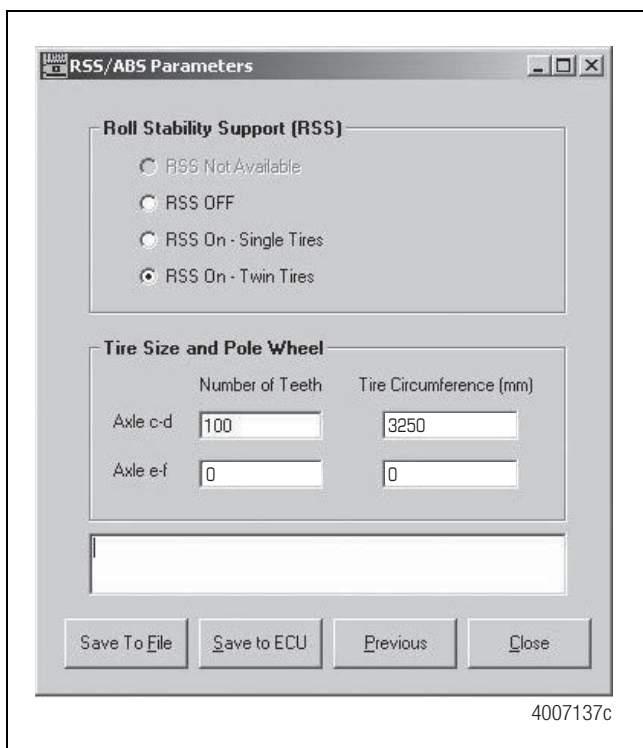 RSS/ABS Parameters
Roll Stability Support (RSS)
RSS Not Available
RSS OFF
RSS On - Single Tires
RSS On - Twin Tires
Tire Size and Pole Wheel
Number of Teeth Tire Circumference (mm)
Axle c-d 100 3250
Axle e-f 0 0
Save To File Save to ECU Previous Close
4007137c